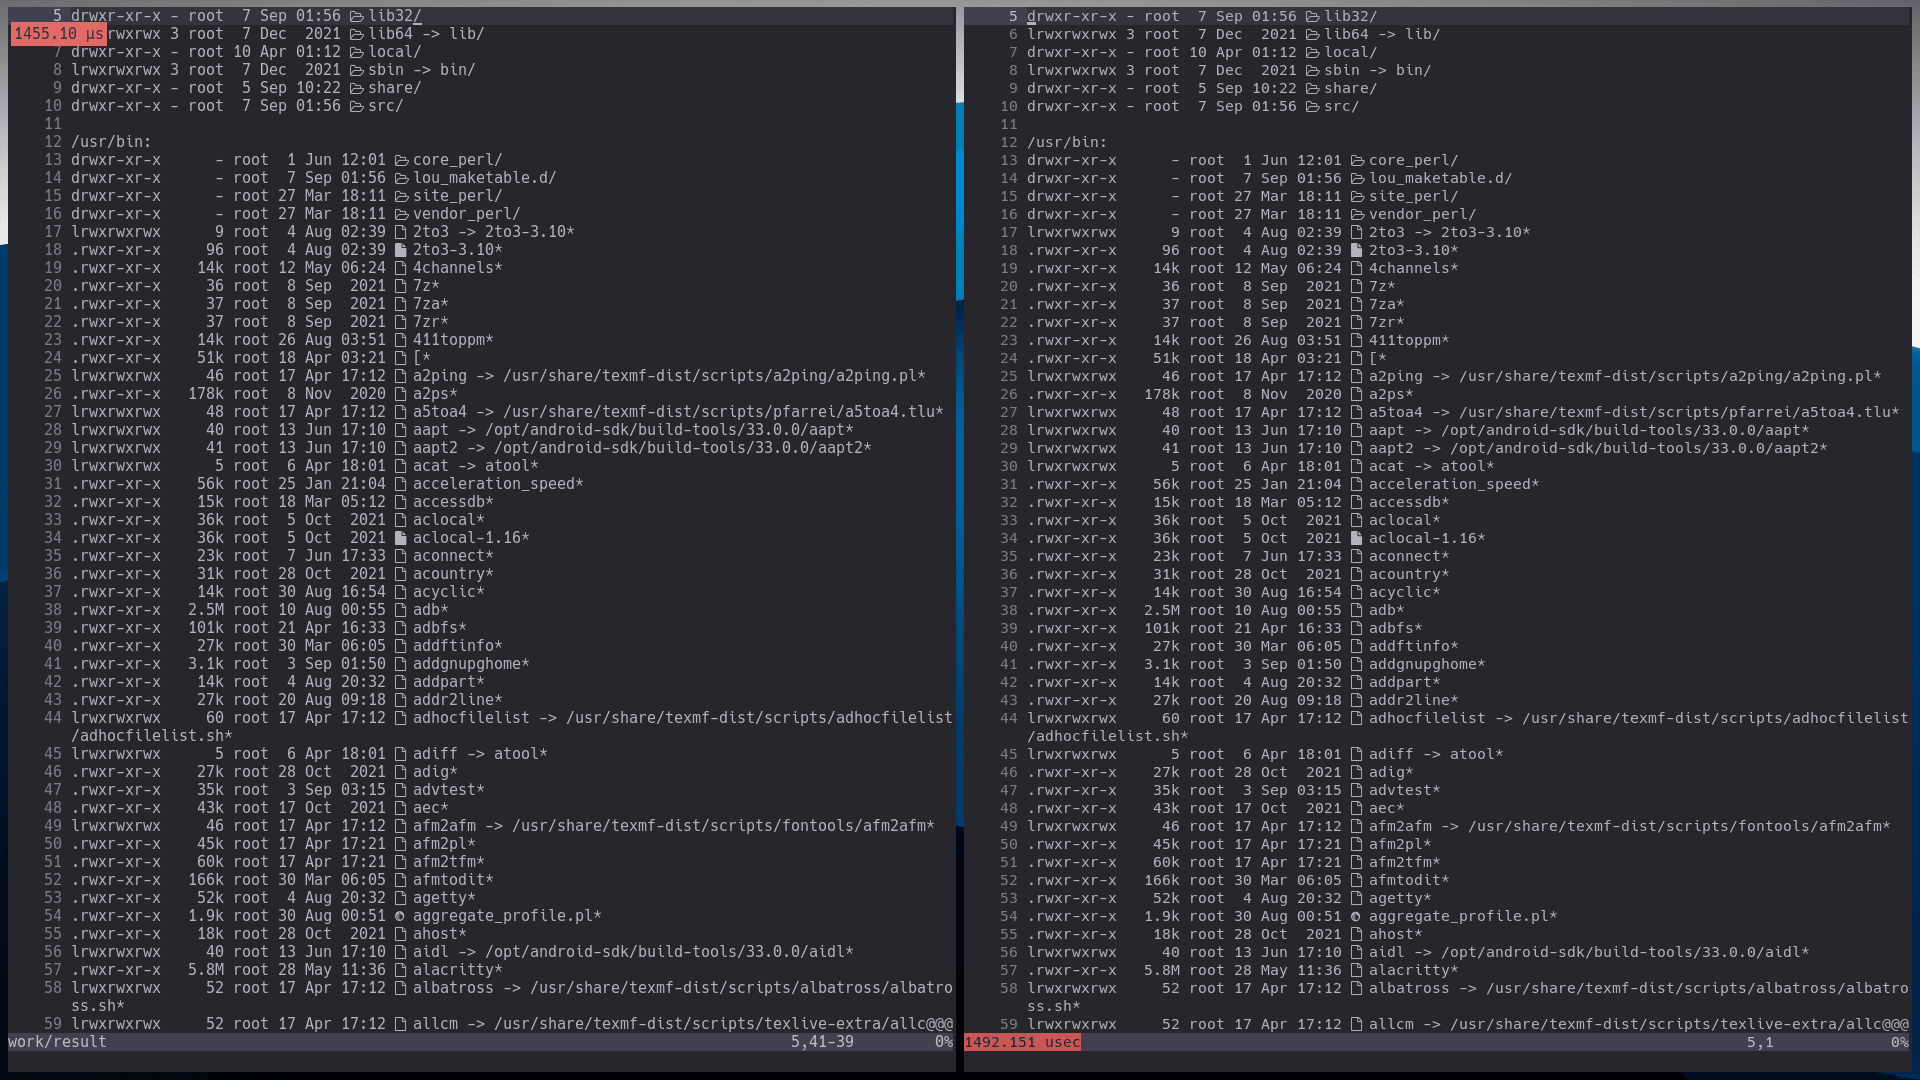 5 drwxr-xr-x - root  7 Sep 01:56 lib32/
1455.10 µs rwxrwx 3 root  7 Dec  2021 lib64 -> lib/
7 drwxr-xr-x - root 10 Apr 01:12 local/
8 lrwxrwxrwx 3 root  7 Dec  2021 sbin -> bin/
9 drwxr-xr-x - root  5 Sep 10:22 share/
10 drwxr-xr-x - root  7 Sep 01:56 src/
11
12 /usr/bin:
13 drwxr-xr-x      - root  1 Jun 12:01 core_perl/
14 drwxr-xr-x      - root  7 Sep 01:56 lou_maketable.d/
15 drwxr-xr-x      - root 27 Mar 18:11 site_perl/
16 drwxr-xr-x      - root 27 Mar 18:11 vendor_perl/
17 lrwxrwxrwx      9 root  4 Aug 02:39 2to3 -> 2to3-3.10*
18 .rwxr-xr-x     96 root  4 Aug 02:39 2to3-3.10*
19 .rwxr-xr-x    14k root 12 May 06:24 4channels*
20 .rwxr-xr-x     36 root  8 Sep  2021 7z*
21 .rwxr-xr-x     37 root  8 Sep  2021 7za*
22 .rwxr-xr-x     37 root  8 Sep  2021 7zr*
23 .rwxr-xr-x    14k root 26 Aug 03:51 411toppm*
24 .rwxr-xr-x    51k root 18 Apr 03:21 [*
25 lrwxrwxrwx     46 root 17 Apr 17:12 a2ping -> /usr/share/texmf-dist/scripts/a2ping/a2ping.pl*
26 .rwxr-xr-x   178k root  8 Nov  2020 a2ps*
27 lrwxrwxrwx     48 root 17 Apr 17:12 a5toa4 -> /usr/share/texmf-dist/scripts/pfarrei/a5toa4.tlu*
28 lrwxrwxrwx     40 root 13 Jun 17:10 aapt -> /opt/android-sdk/build-tools/33.0.0/aapt*
29 lrwxrwxrwx     41 root 13 Jun 17:10 aapt2 -> /opt/android-sdk/build-tools/33.0.0/aapt2*
30 lrwxrwxrwx      5 root  6 Apr 18:01 acat -> atool*
31 .rwxr-xr-x    56k root 25 Jan 21:04 acceleration_speed*
32 .rwxr-xr-x    15k root 18 Mar 05:12 accessdb*
33 .rwxr-xr-x    36k root  5 Oct  2021 aclocal*
34 .rwxr-xr-x    36k root  5 Oct  2021 aclocal-1.16*
35 .rwxr-xr-x    23k root  7 Jun 17:33 aconnect*
36 .rwxr-xr-x    31k root 28 Oct  2021 acountry*
37 .rwxr-xr-x    14k root 30 Aug 16:54 acyclic*
38 .rwxr-xr-x   2.5M root 10 Aug 00:55 adb*
39 .rwxr-xr-x   101k root 21 Apr 16:33 adbfs*
40 .rwxr-xr-x    27k root 30 Mar 06:05 addftinfo*
41 .rwxr-xr-x   3.1k root  3 Sep 01:50 addgnupghome*
42 .rwxr-xr-x    14k root  4 Aug 20:32 addpart*
43 .rwxr-xr-x    27k root 20 Aug 09:18 addr2line*
44 lrwxrwxrwx     60 root 17 Apr 17:12 adhocfilelist -> /usr/share/texmf-dist/scripts/adhocfilelist
/adhocfilelist.sh*
45 lrwxrwxrwx      5 root  6 Apr 18:01 adiff -> atool*
46 .rwxr-xr-x    27k root 28 Oct  2021 adig*
47 .rwxr-xr-x    35k root  3 Sep 03:15 advtest*
48 .rwxr-xr-x    43k root 17 Oct  2021 aec*
49 lrwxrwxrwx     46 root 17 Apr 17:12 afm2afm -> /usr/share/texmf-dist/scripts/fontools/afm2afm*
50 .rwxr-xr-x    45k root 17 Apr 17:21 afm2pl*
51 .rwxr-xr-x    60k root 17 Apr 17:21 afm2tfm*
52 .rwxr-xr-x   166k root 30 Mar 06:05 afmtodit*
53 .rwxr-xr-x    52k root  4 Aug 20:32 agetty*
54 .rwxr-xr-x   1.9k root 30 Aug 00:51 aggregate_profile.pl*
55 .rwxr-xr-x    18k root 28 Oct  2021 ahost*
56 lrwxrwxrwx     40 root 13 Jun 17:10 aidl -> /opt/android-sdk/build-tools/33.0.0/aidl*
57 .rwxr-xr-x   5.8M root 28 May 11:36 alacritty*
58 lrwxrwxrwx     52 root 17 Apr 17:12 albatross -> /usr/share/texmf-dist/scripts/albatross/albatro
ss.sh*
59 lrwxrwxrwx     52 root 17 Apr 17:12 allcm -> /usr/share/texmf-dist/scripts/texlive-extra/allc@@@
work/result 5,41-39 0%
5 drwxr-xr-x - root  7 Sep 01:56 lib32/
6 lrwxrwxrwx 3 root  7 Dec  2021 lib64 -> lib/
7 drwxr-xr-x - root 10 Apr 01:12 local/
8 lrwxrwxrwx 3 root  7 Dec  2021 sbin -> bin/
9 drwxr-xr-x - root  5 Sep 10:22 share/
10 drwxr-xr-x - root  7 Sep 01:56 src/
11
12 /usr/bin:
13 drwxr-xr-x      - root  1 Jun 12:01 core_perl/
14 drwxr-xr-x      - root  7 Sep 01:56 lou_maketable.d/
15 drwxr-xr-x      - root 27 Mar 18:11 site_perl/
16 drwxr-xr-x      - root 27 Mar 18:11 vendor_perl/
17 lrwxrwxrwx      9 root  4 Aug 02:39 2to3 -> 2to3-3.10*
18 .rwxr-xr-x     96 root  4 Aug 02:39 2to3-3.10*
19 .rwxr-xr-x    14k root 12 May 06:24 4channels*
20 .rwxr-xr-x     36 root  8 Sep  2021 7z*
21 .rwxr-xr-x     37 root  8 Sep  2021 7za*
22 .rwxr-xr-x     37 root  8 Sep  2021 7zr*
23 .rwxr-xr-x    14k root 26 Aug 03:51 411toppm*
24 .rwxr-xr-x    51k root 18 Apr 03:21 [*
25 lrwxrwxrwx     46 root 17 Apr 17:12 a2ping -> /usr/share/texmf-dist/scripts/a2ping/a2ping.pl*
26 .rwxr-xr-x   178k root  8 Nov  2020 a2ps*
27 lrwxrwxrwx     48 root 17 Apr 17:12 a5toa4 -> /usr/share/texmf-dist/scripts/pfarrei/a5toa4.tlu*
28 lrwxrwxrwx     40 root 13 Jun 17:10 aapt -> /opt/android-sdk/build-tools/33.0.0/aapt*
29 lrwxrwxrwx     41 root 13 Jun 17:10 aapt2 -> /opt/android-sdk/build-tools/33.0.0/aapt2*
30 lrwxrwxrwx      5 root  6 Apr 18:01 acat -> atool*
31 .rwxr-xr-x    56k root 25 Jan 21:04 acceleration_speed*
32 .rwxr-xr-x    15k root 18 Mar 05:12 accessdb*
33 .rwxr-xr-x    36k root  5 Oct  2021 aclocal*
34 .rwxr-xr-x    36k root  5 Oct  2021 aclocal-1.16*
35 .rwxr-xr-x    23k root  7 Jun 17:33 aconnect*
36 .rwxr-xr-x    31k root 28 Oct  2021 acountry*
37 .rwxr-xr-x    14k root 30 Aug 16:54 acyclic*
38 .rwxr-xr-x   2.5M root 10 Aug 00:55 adb*
39 .rwxr-xr-x   101k root 21 Apr 16:33 adbfs*
40 .rwxr-xr-x    27k root 30 Mar 06:05 addftinfo*
41 .rwxr-xr-x   3.1k root  3 Sep 01:50 addgnupghome*
42 .rwxr-xr-x    14k root  4 Aug 20:32 addpart*
43 .rwxr-xr-x    27k root 20 Aug 09:18 addr2line*
44 lrwxrwxrwx     60 root 17 Apr 17:12 adhocfilelist -> /usr/share/texmf-dist/scripts/adhocfilelist
/adhocfilelist.sh*
45 lrwxrwxrwx      5 root  6 Apr 18:01 adiff -> atool*
46 .rwxr-xr-x    27k root 28 Oct  2021 adig*
47 .rwxr-xr-x    35k root  3 Sep 03:15 advtest*
48 .rwxr-xr-x    43k root 17 Oct  2021 aec*
49 lrwxrwxrwx     46 root 17 Apr 17:12 afm2afm -> /usr/share/texmf-dist/scripts/fontools/afm2afm*
50 .rwxr-xr-x    45k root 17 Apr 17:21 afm2pl*
51 .rwxr-xr-x    60k root 17 Apr 17:21 afm2tfm*
52 .rwxr-xr-x   166k root 30 Mar 06:05 afmtodit*
53 .rwxr-xr-x    52k root  4 Aug 20:32 agetty*
54 .rwxr-xr-x   1.9k root 30 Aug 00:51 aggregate_profile.pl*
55 .rwxr-xr-x    18k root 28 Oct  2021 ahost*
56 lrwxrwxrwx     40 root 13 Jun 17:10 aidl -> /opt/android-sdk/build-tools/33.0.0/aidl*
57 .rwxr-xr-x   5.8M root 28 May 11:36 alacritty*
58 lrwxrwxrwx     52 root 17 Apr 17:12 albatross -> /usr/share/texmf-dist/scripts/albatross/albatro
ss.sh*
59 lrwxrwxrwx     52 root 17 Apr 17:12 allcm -> /usr/share/texmf-dist/scripts/texlive-extra/allc@@@
1492.151 usec 5,1 0%